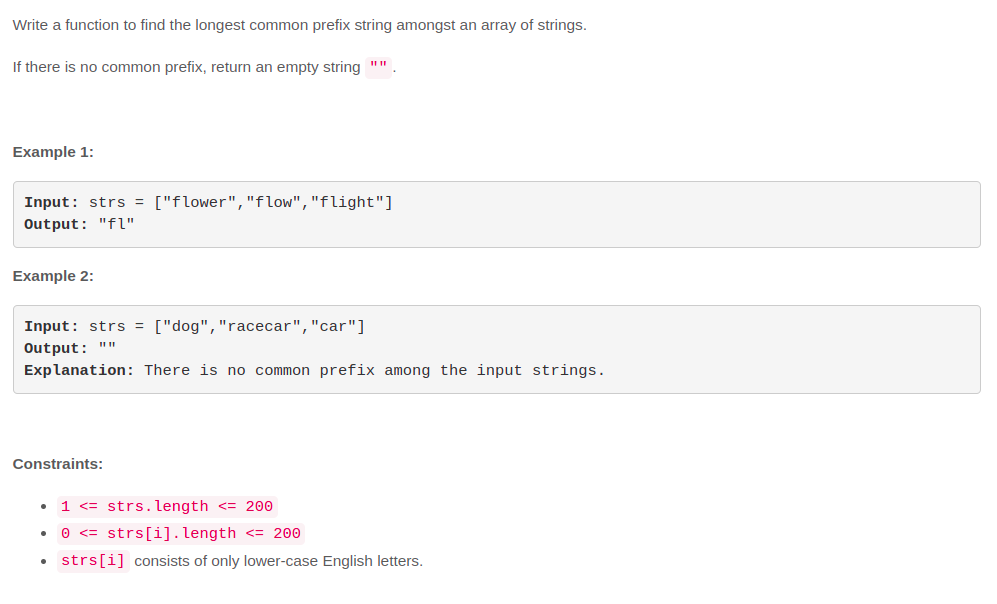 Write a function to find the longest common prefix string amongst an array of strings.
If there is no common prefix, return an empty string "".
Example 1:
Input: strs = ["flower","flow","flight"]
Output: "fl"
Example 2:
Input: strs = ["dog","racecar","car"]
Output: ""
Explanation: There is no common prefix among the input strings.
Constraints:
• 1 <= strs.length <= 200
• 0 <= strs[i].length <= 200
• strs[i] consists of only lower-case English letters.